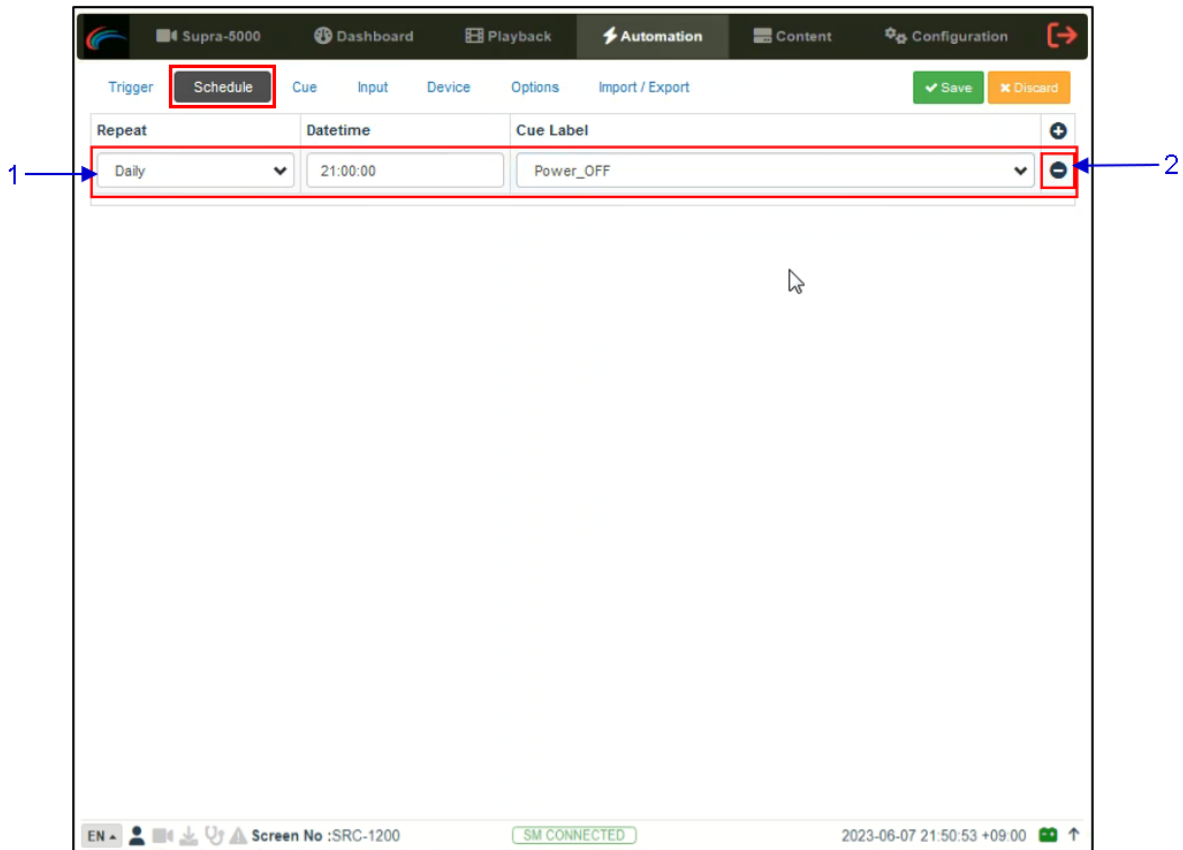 Supra-5000 Dashboard Playback Automation Content Configuration
Trigger Schedule Cue Input Device Options Import / Export Save Discard
Repeat Datetime Cue Label
1 Daily 21:00:00 Power_OFF 2
EN Screen No :SRC-1200 SM CONNECTED 2023-06-07 21:50:53 +09:00